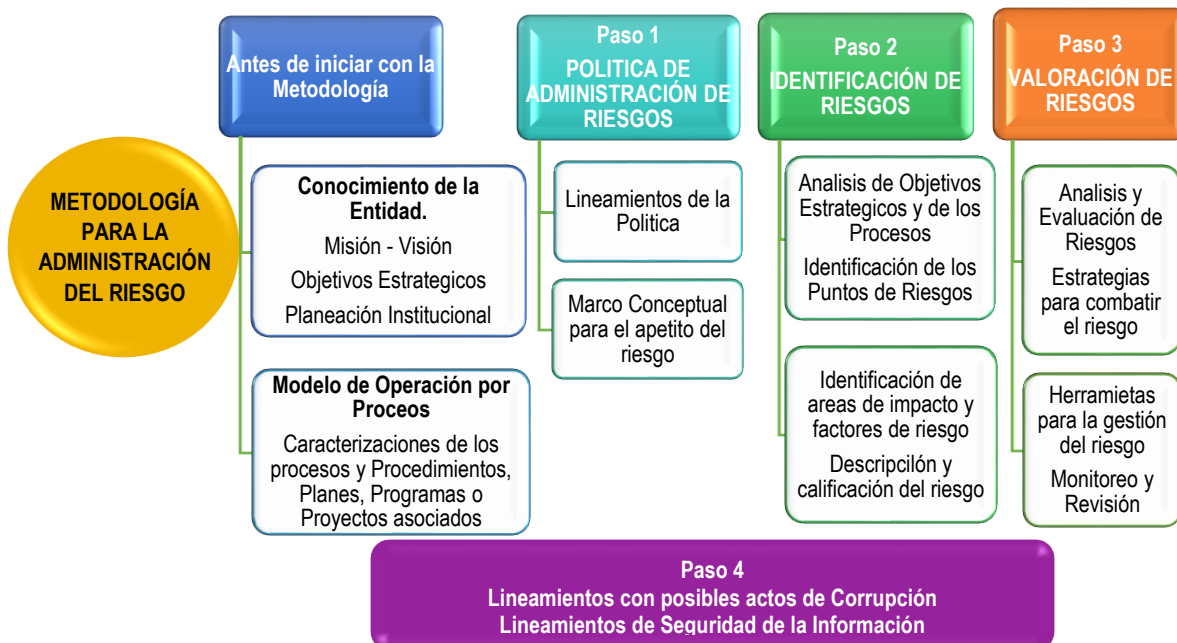 METODOLOGÍA
PARA LA
ADMINISTRACIÓN
DEL RIESGO
Antes de iniciar con la
Metodología
Conocimiento de la
Entidad.
Misión - Visión
Objetivos Estrategicos
Planeación Institucional
Modelo de Operación por
Proceos
Caracterizaciones de los
procesos y Procedimientos,
Planes, Programas o
Proyectos asociados
Paso 1
POLITICA DE
ADMINISTRACIÓN DE
RIESGOS
Lineamientos de la
Politica
Marco Conceptual
para el apetito del
riesgo
Paso 2
IDENTIFICACIÓN DE
RIESGOS
Analisis de Objetivos
Estrategicos y de los
Procesos
Identificación de los
Puntos de Riesgos
Identificación de
areas de impacto y
factores de riesgo
Descripcilón y
calificación del riesgo
Paso 3
VALORACIÓN DE
RIESGOS
Analisis y
Evaluación de
Riesgos
Estrategias
para combatir
el riesgo
Herramietas
para la gestión
del riesgo
Monitoreo y
Revisión
Paso 4
Lineamientos con posibles actos de Corrupción
Lineamientos de Seguridad de la Información